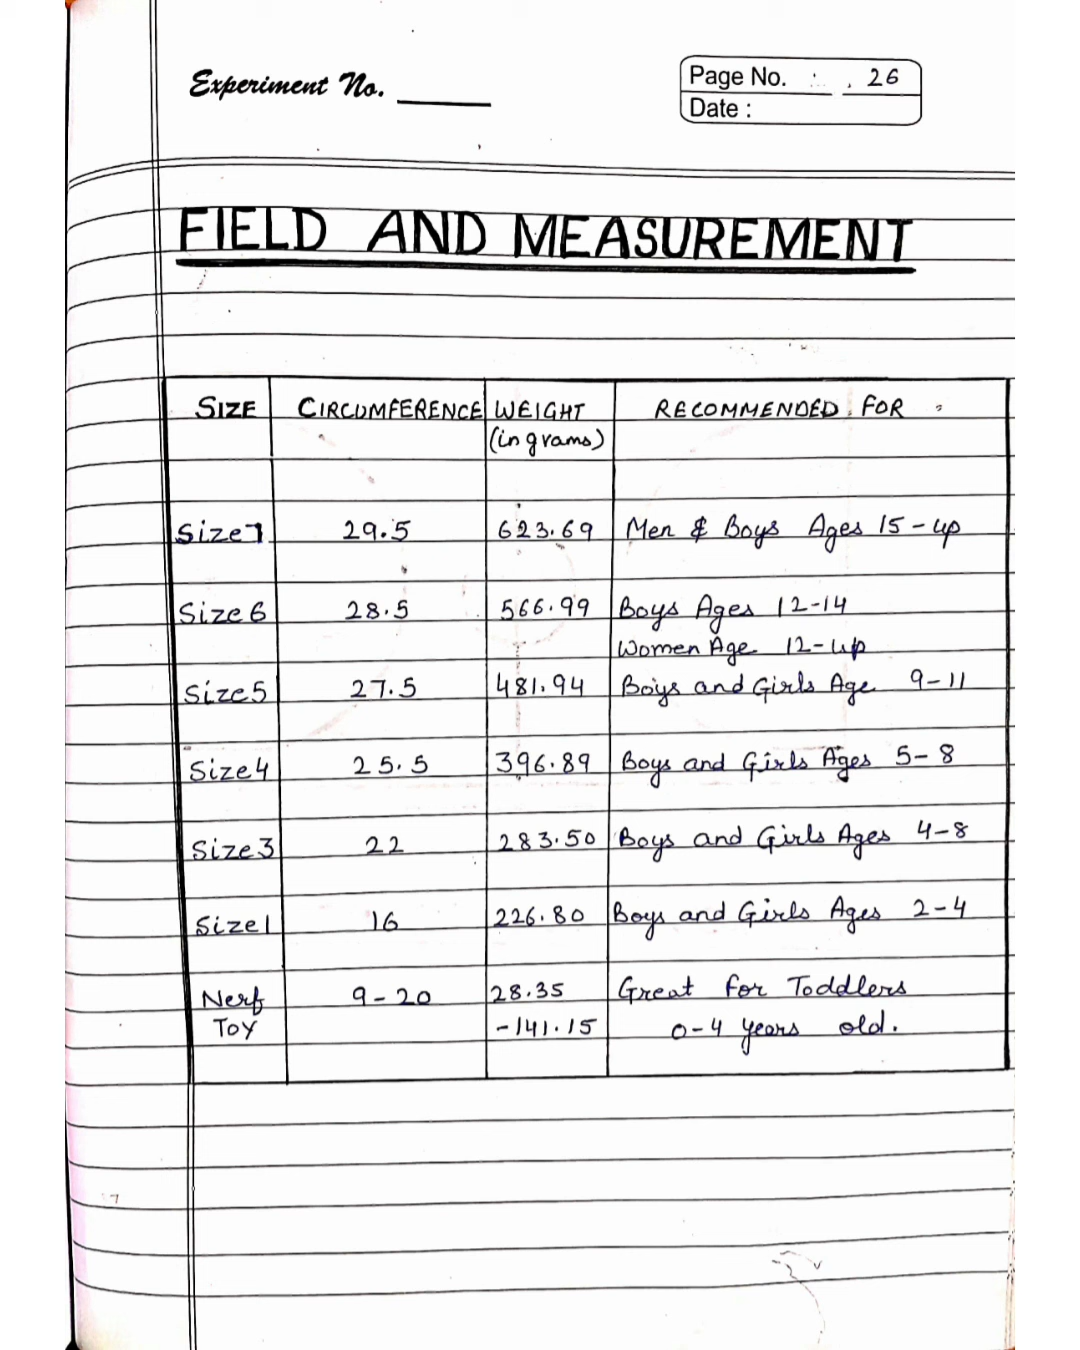 Experiment No.
Page No. 26
Date :
FIELD AND MEASUREMENT
SIZE CIRCUMFERENCE WEIGHT RECOMMENDED FOR
(in grams)
Size 7 29.5 623.69 Men & Boys Ages 15-up
Size 6 28.5 566.99 Boys Ages 12-14
Women Age 12-up
Size 5 27.5 481.94 Boys and Girls Age 9-11
Size 4 25.5 396.89 Boys and Girls Ages 5-8
Size 3 22 283.50 Boys and Girls Ages 4-8
Size 1 16 226.80 Boys and Girls Ages 2-4
Nerf 9-20 28.35 Great for Toddlers
TOY -141.15 0-4 years old.